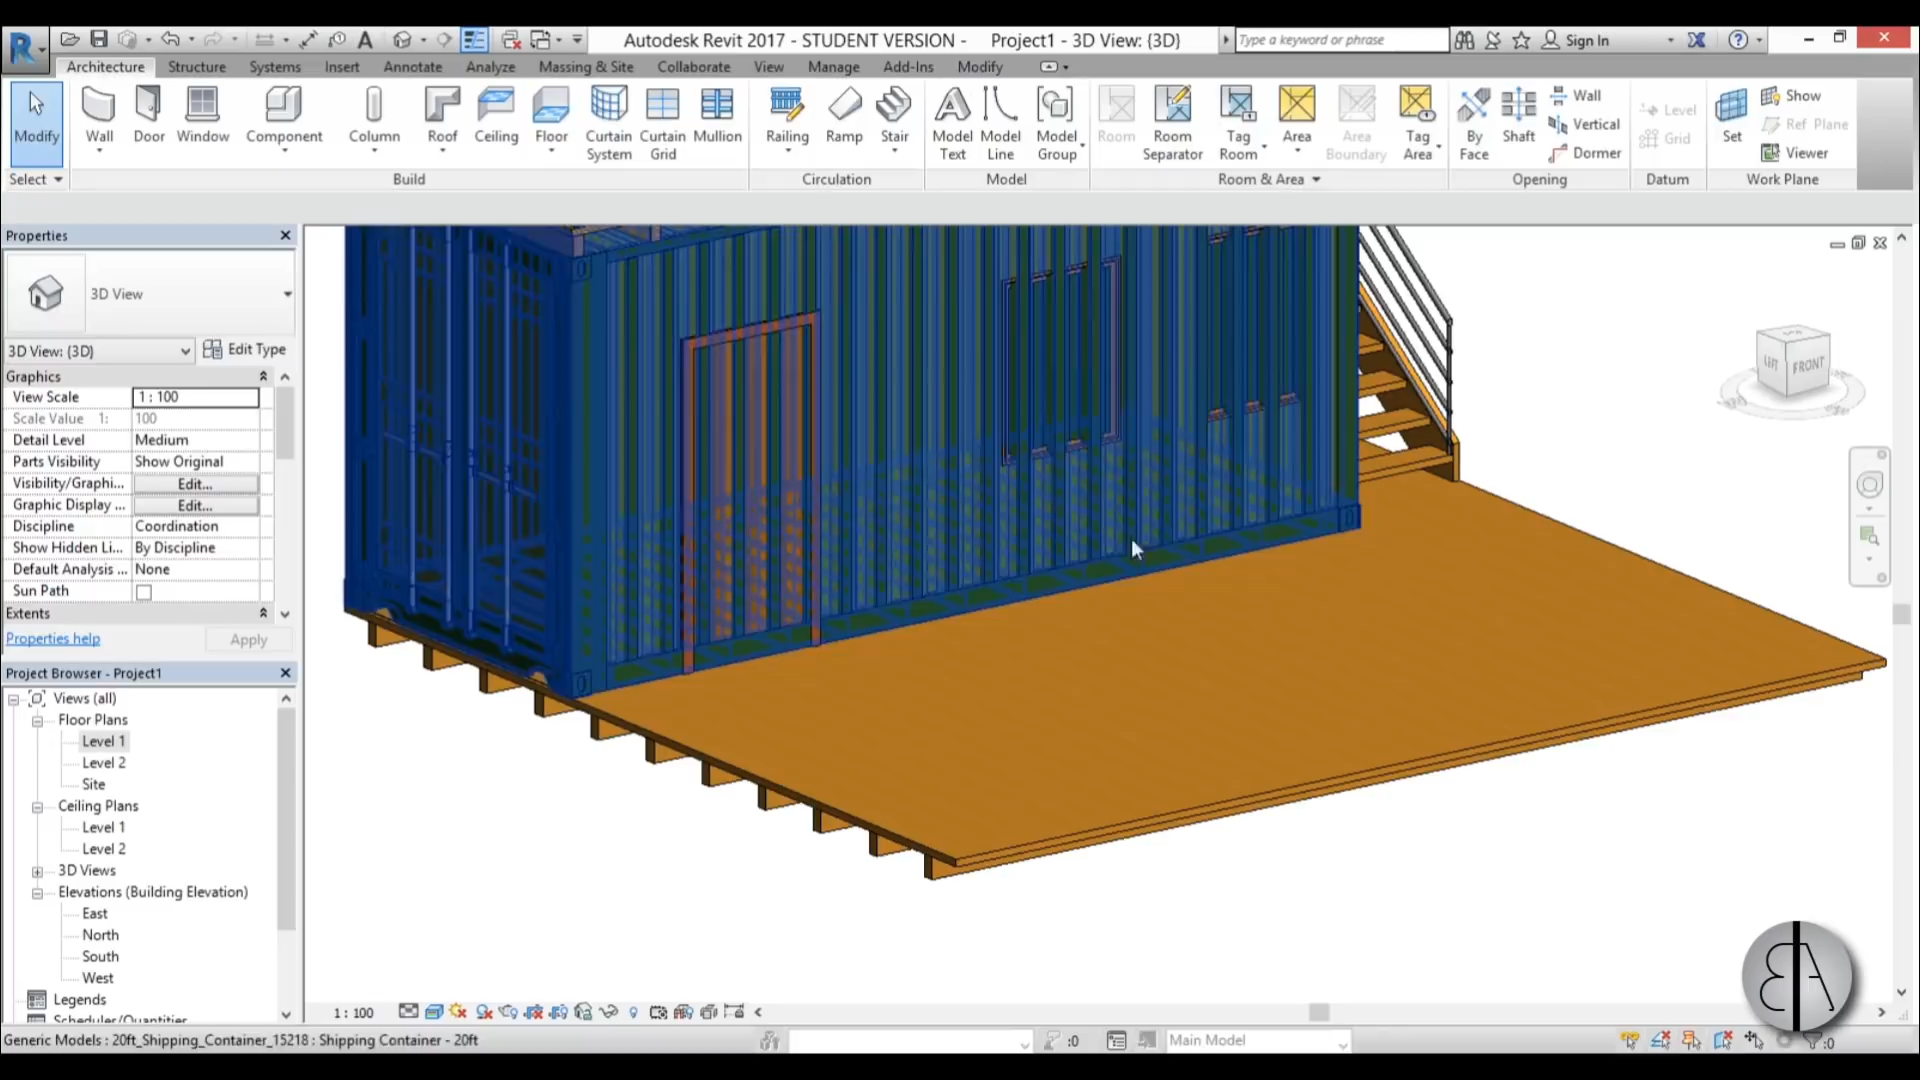 Autodesk Revit 2017 - STUDENT VERSION - Project1 - 3D View: {3D}
Type a keyword or phrase
Sign In
Architecture Structure Systems Insert Annotate Analyze Massing & Site Collaborate View Manage Add-Ins Modify
Modify Wall Door Window Component Column Roof Ceiling Floor Curtain System Curtain Grid Mullion Railing Ramp Stair Model Text Model Line Model Group Room Room Separator Tag Room Area Area Boundary Tag Area By Face Shaft Wall Vertical Dormer Level Grid Set Show Ref Plane Viewer
Select Build Circulation Model Room & Area Opening Datum Work Plane
Properties
3D View
3D View: {3D} Edit Type
Graphics
View Scale 1 : 100
Scale Value 1: 100
Detail Level Medium
Parts Visibility Show Original
Visibility/Graphi... Edit...
Graphic Display ... Edit...
Discipline Coordination
Show Hidden Li... By Discipline
Default Analysis ... None
Sun Path
Extents
Properties help Apply
Project Browser - Project1
Views (all)
Floor Plans
Level 1
Level 2
Site
Ceiling Plans
Level 1
Level 2
3D Views
Elevations (Building Elevation)
East
North
South
West
Legends
Schedules/Quantities
FRONT
1 : 100
Generic Models : 20ft_Shipping_Container_15218 : Shipping Container - 20ft
:0
Main Model
:0